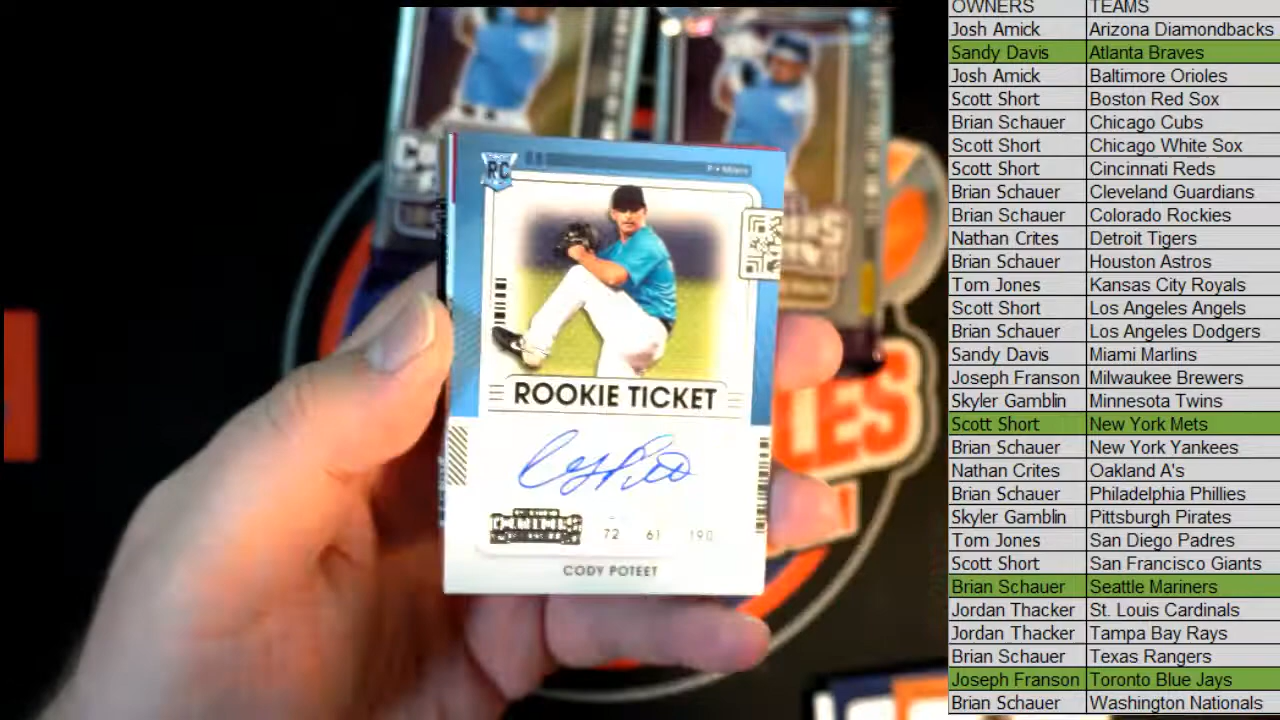 OWNERS TEAMS
Josh Amick Arizona Diamondbacks
Sandy Davis Atlanta Braves
Josh Amick Baltimore Orioles
Scott Short Boston Red Sox
Brian Schauer Chicago Cubs
Scott Short Chicago White Sox
Scott Short Cincinnati Reds
Brian Schauer Cleveland Guardians
Brian Schauer Colorado Rockies
Nathan Crites Detroit Tigers
Brian Schauer Houston Astros
Tom Jones Kansas City Royals
Scott Short Los Angeles Angels
Brian Schauer Los Angeles Dodgers
Sandy Davis Miami Marlins
Joseph Franson Milwaukee Brewers
Skyler Gamblin Minnesota Twins
Scott Short New York Mets
Brian Schauer New York Yankees
Nathan Crites Oakland A's
Brian Schauer Philadelphia Phillies
Skyler Gamblin Pittsburgh Pirates
Tom Jones San Diego Padres
Scott Short San Francisco Giants
Brian Schauer Seattle Mariners
Jordan Thacker St. Louis Cardinals
Jordan Thacker Tampa Bay Rays
Brian Schauer Texas Rangers
Joseph Franson Toronto Blue Jays
Brian Schauer Washington Nationals
RC
P • Miami
ROOKIE TICKET
72 61 190
CODY POTEET